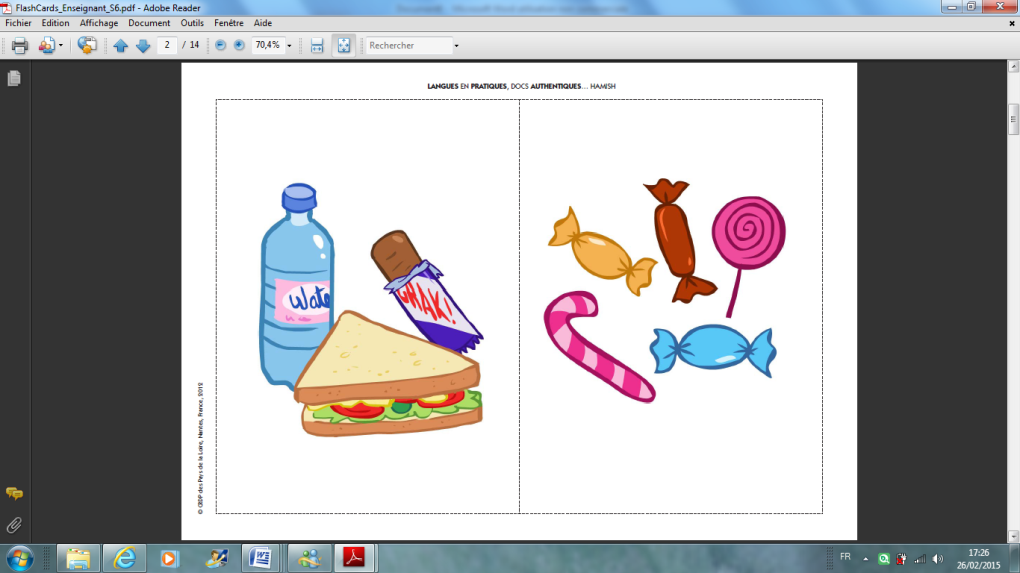 FlashCards_Enseignant_S6.pdf - Adobe Reader
Fichier Edition Affichage Document Outils Fenêtre Aide
2 / 14 70,4% Rechercher
LANGUES EN PRATIQUES, DOCS AUTHENTIQUES... HAMISH
Wate
CRAK!
© CRDP des Pays de la Loire, Nantes, France, 2012
FR
17:26
26/02/2015